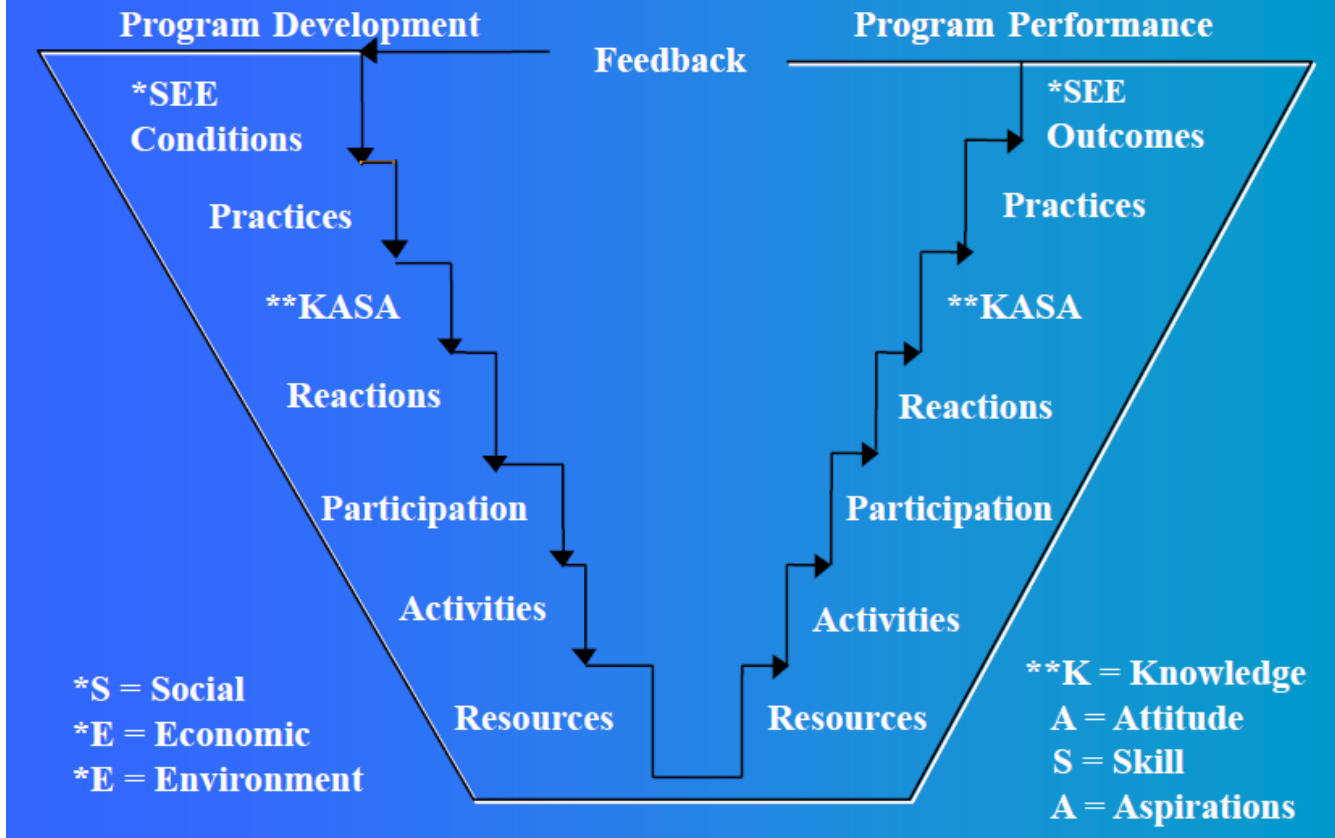 Program Development
Program Performance
Feedback
*SEE
Conditions
*SEE
Outcomes
Practices
Practices
**KASA
**KASA
Reactions
Reactions
Participation
Participation
Activities
Activities
Resources
Resources
*S = Social
*E = Economic
*E = Environment
**K = Knowledge
A = Attitude
S = Skill
A = Aspirations